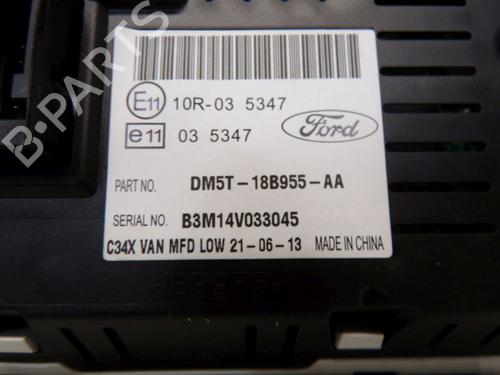 E11 10R-03 5347
e11 03 5347
Ford
PART NO. DM5T-18B955-AA
SERIAL NO. B3M14V033045
C34X VAN MFD LOW 21-06-13 MADE IN CHINA